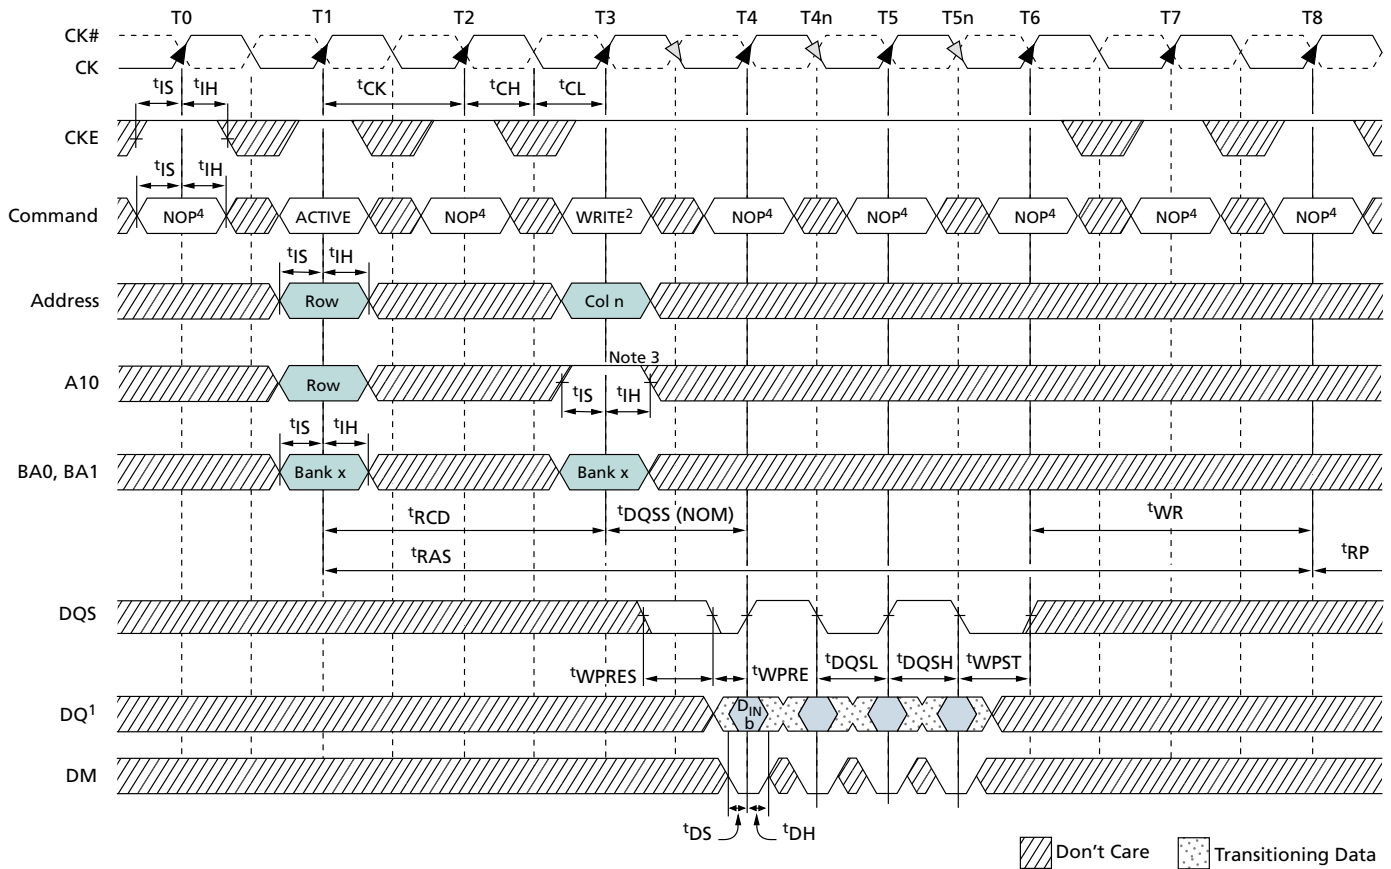 T0 T1 T2 T3 T4 T4n T5 T5n T6 T7 T8
CK#
CK
tIS tIH tCK tCH tCL
CKE
tIS tIH
Command NOP4 ACTIVE NOP4 WRITE2 NOP4 NOP4 NOP4 NOP4 NOP4
tIS tIH
Address Row Col n
Note 3
A10 Row
tIS tIH
tIS tIH
BA0, BA1 Bank x Bank x
tRCD tDQSS (NOM) tWR
tRAS tRP
DQS
tWPRES tWPRE tDQSL tDQSH tWPST
DQ1 DIN
b
DM
tDS tDH
Don't Care Transitioning Data